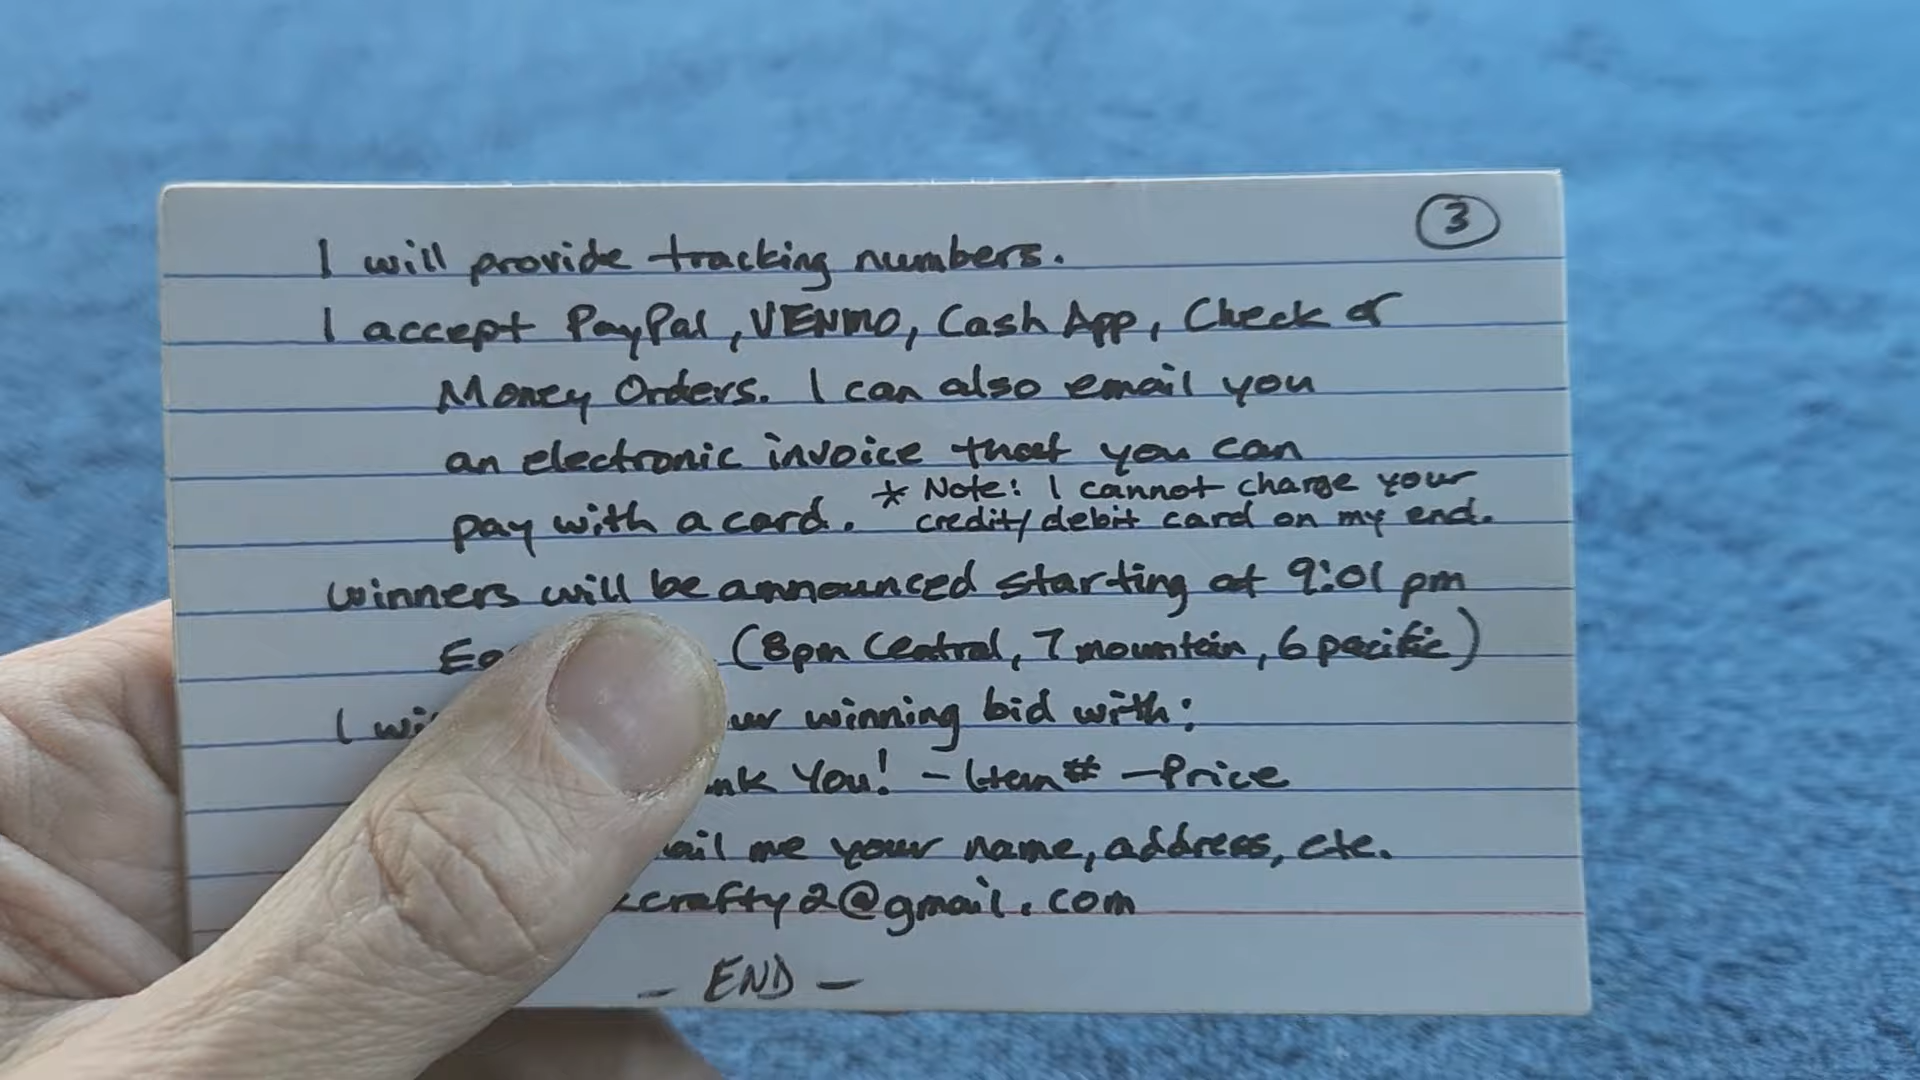 3
I will provide tracking numbers.
I accept PayPal, VENMO, Cash App, Check or
Money Orders. I can also email you
an electronic invoice that you can
pay with a card. * Note: I cannot charge your
credit/debit card on my end.
Winners will be announced starting at 9:01 pm
(8pm Central, 7 mountain, 6 pacific)
I winning bid with:
You! - Item # - Price
me your name, address, etc.
crafty2@gmail.com
- END -